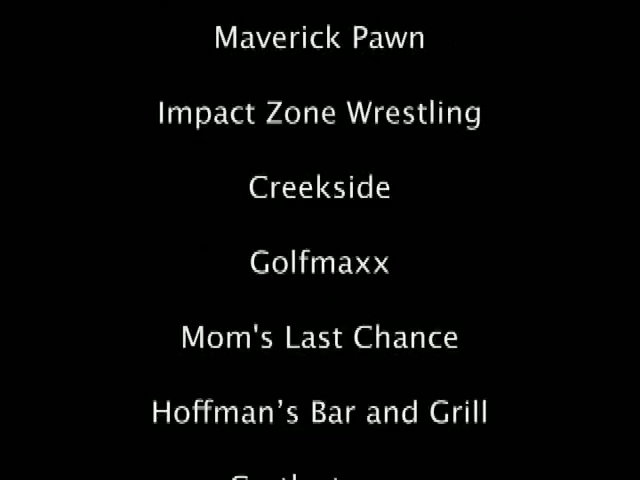 Maverick Pawn
Impact Zone Wrestling
Creekside
Golfmaxx
Mom's Last Chance
Hoffman’s Bar and Grill